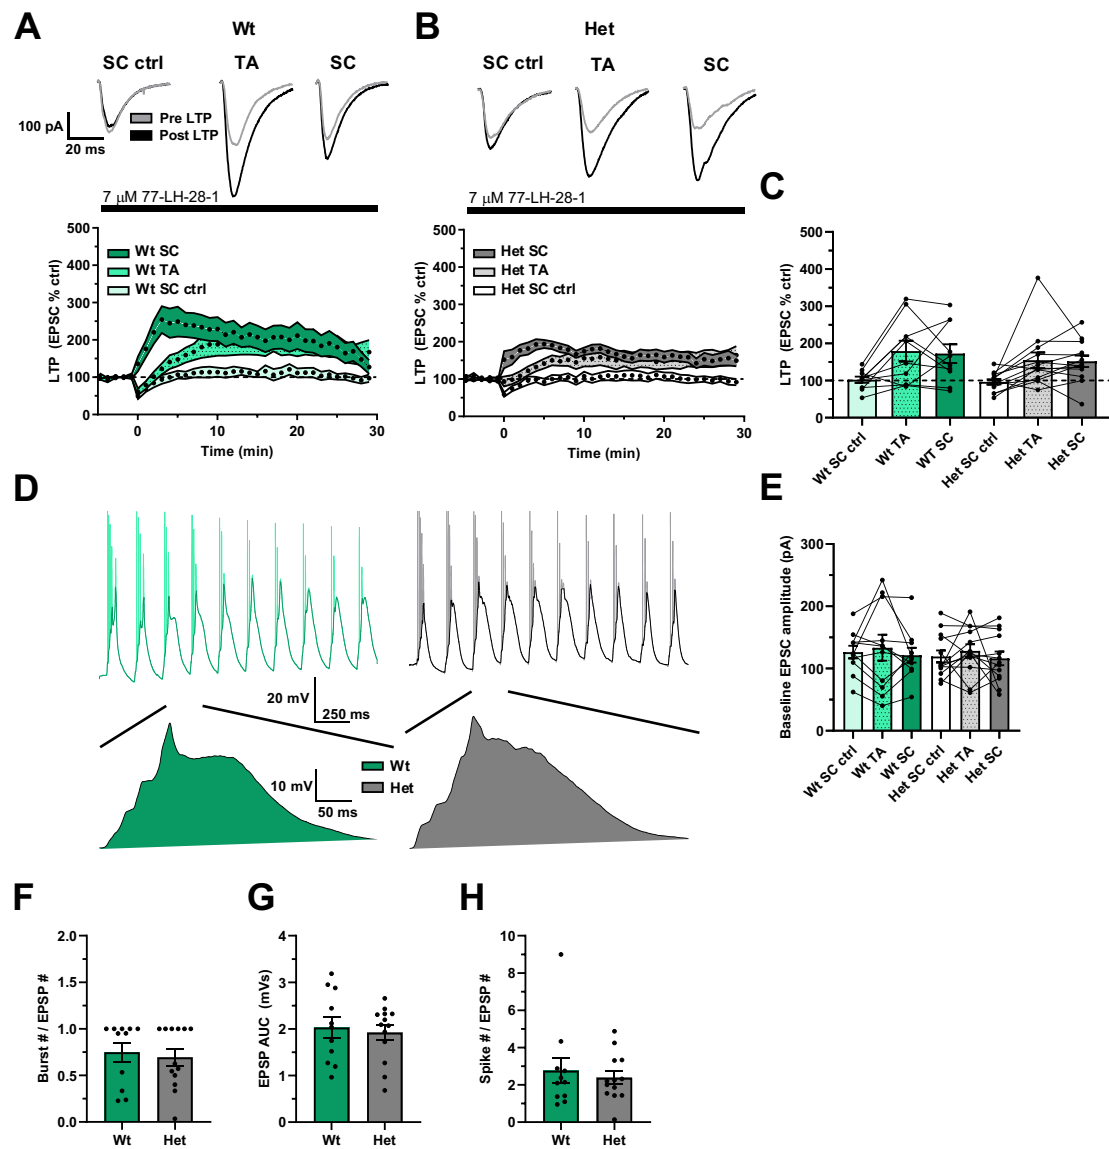 A
Wt
SC ctrl
TA
SC
100 pA
20 ms
Pre LTP
Post LTP
7 μM 77-LH-28-1
LTP (EPSC % ctrl)
500
400
300
200
100
0
Wt SC
Wt TA
Wt SC ctrl
0
10
20
30
Time (min)
B
Het
SC ctrl
TA
SC
7 μM 77-LH-28-1
LTP (EPSC % ctrl)
500
400
300
200
100
0
Het SC
Het TA
Het SC ctrl
0
10
20
30
Time (min)
C
LTP (EPSC % ctrl)
500
400
300
200
100
0
Wt SC ctrl
Wt TA
WT SC
Het SC ctrl
Het TA
Het SC
D
20 mV
250 ms
10 mV
50 ms
Wt
Het
E
Baseline EPSC amplitude (pA)
300
200
100
0
Wt SC ctrl
Wt TA
Wt SC
Het SC ctrl
Het TA
Het SC
F
Burst # / EPSP #
2.0
1.5
1.0
0.5
0.0
Wt
Het
G
EPSP AUC (mVs)
4
3
2
1
0
Wt
Het
H
Spike # / EPSP #
10
8
6
4
2
0
Wt
Het